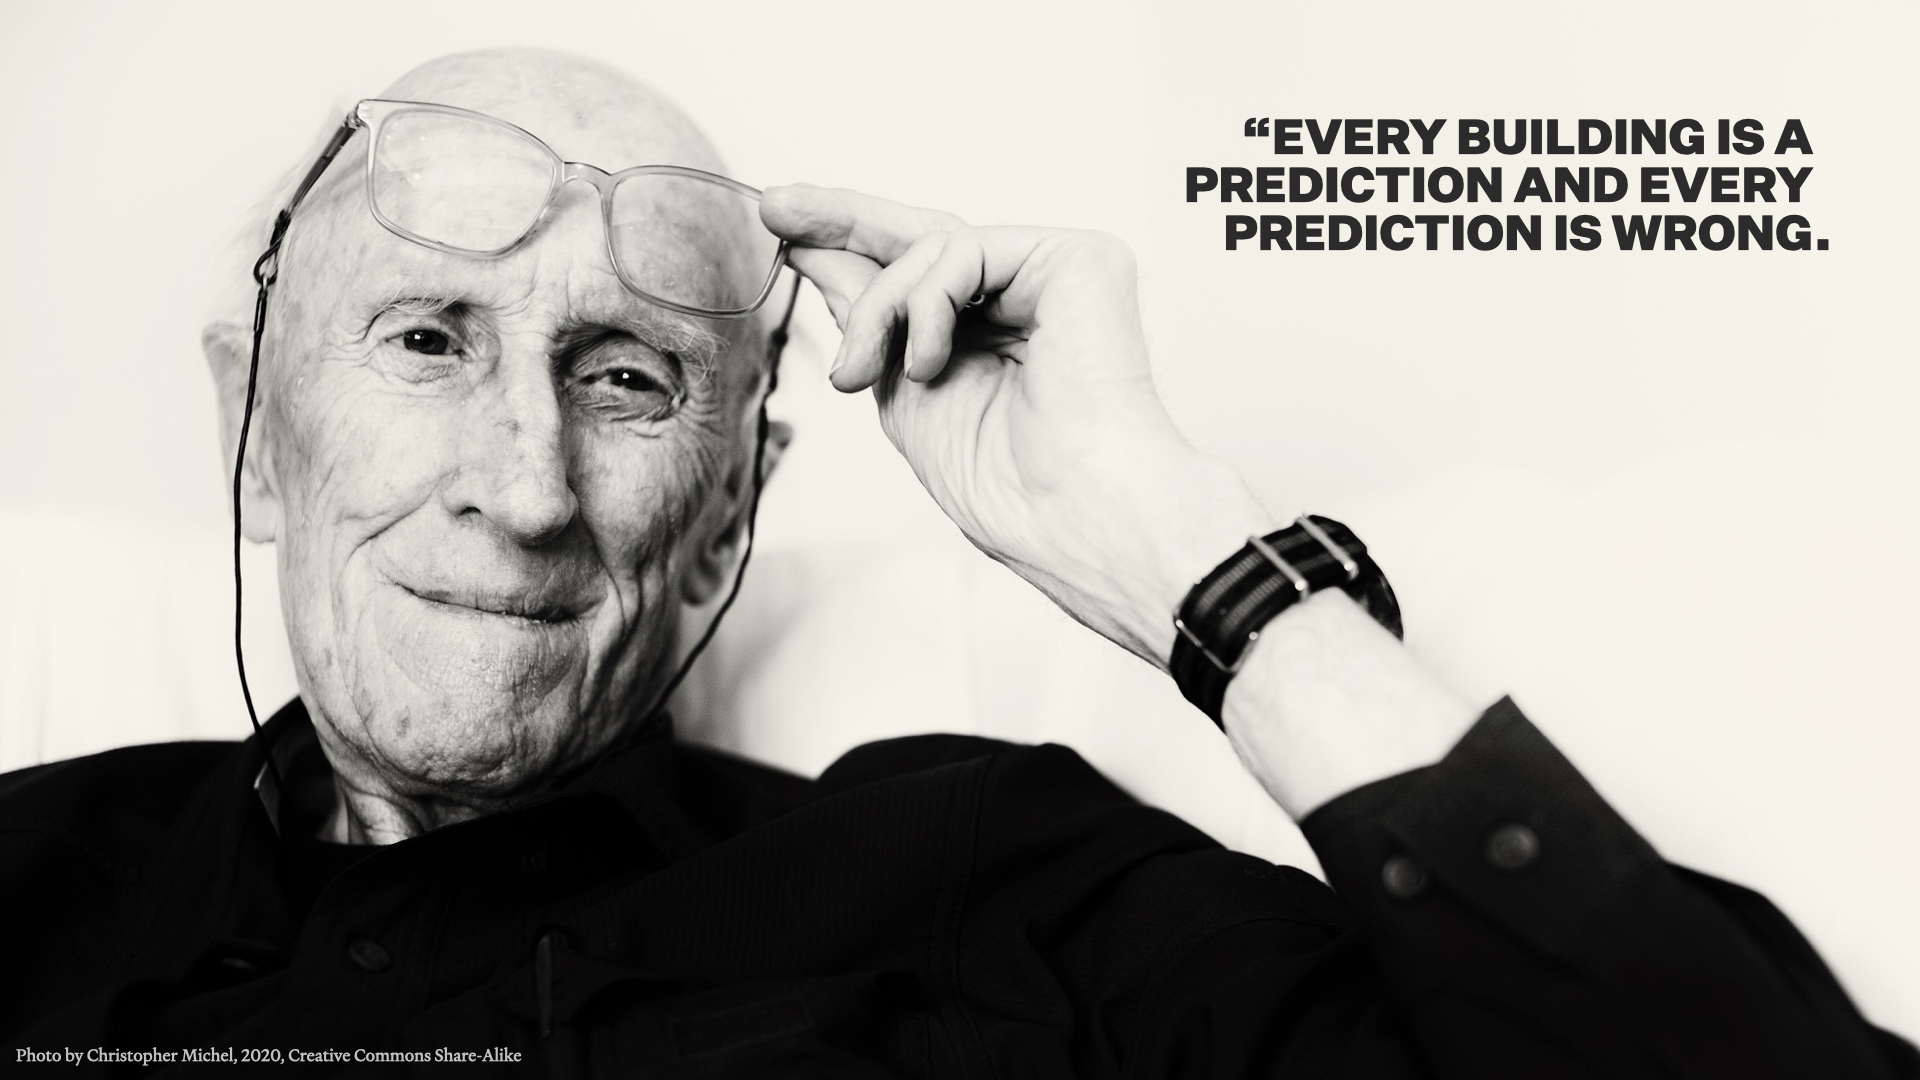 “EVERY BUILDING IS A
PREDICTION AND EVERY
PREDICTION IS WRONG.
Photo by Christopher Michel, 2020, Creative Commons Share-Alike